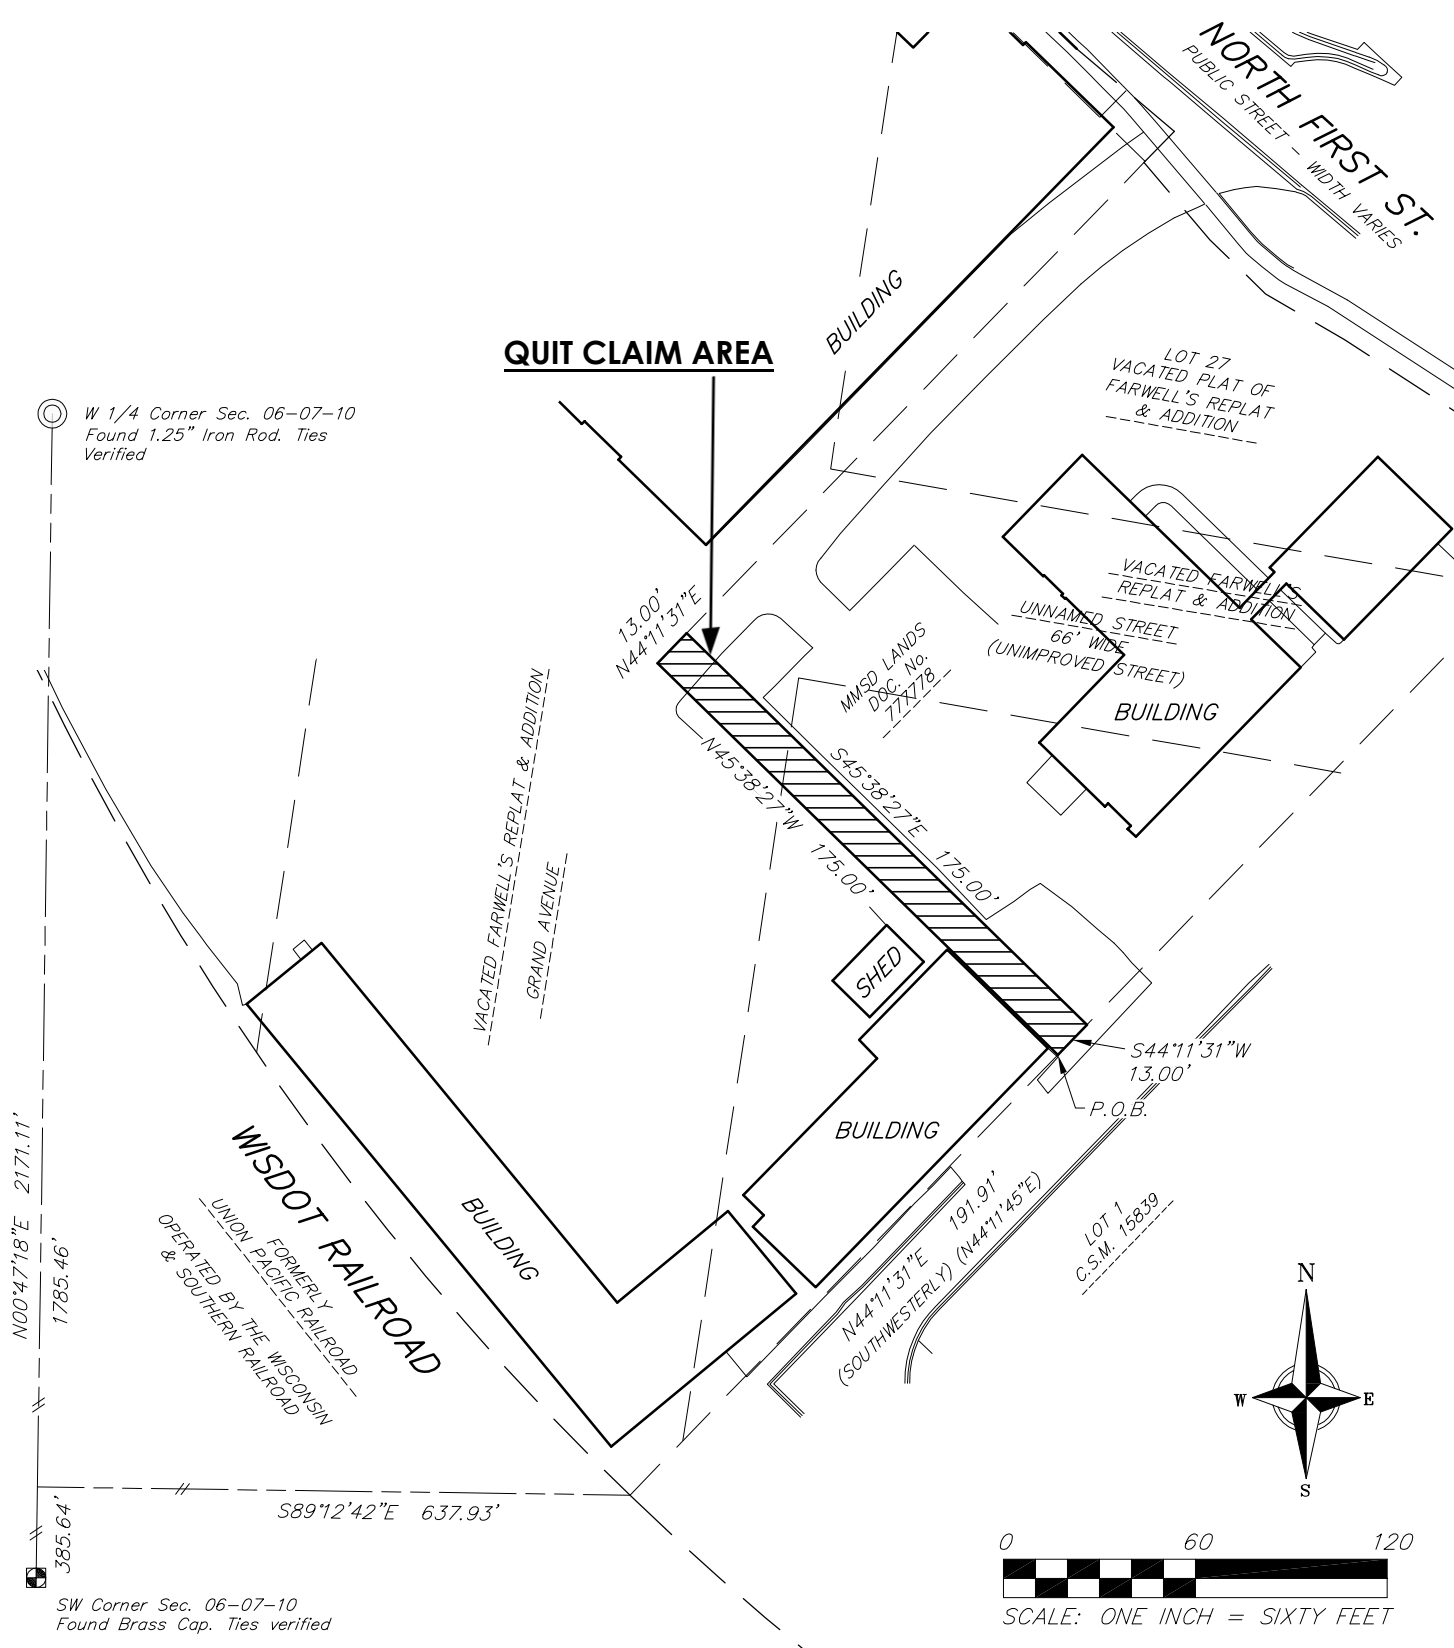 NORTH FIRST ST.
PUBLIC STREET - WIDTH VARIES
BUILDING
QUIT CLAIM AREA
LOT 27
VACATED PLAT OF
FARWELL'S REPLAT
& ADDITION
W 1/4 Corner Sec. 06-07-10
Found 1.25" Iron Rod. Ties
Verified
VACATED FARWELL'S
REPLAT & ADDITION
UNNAMED STREET
66' WIDE
(UNIMPROVED STREET)
13.00'
N44°11'31"E
MMSD LANDS
DOC. No.
777778
BUILDING
N45°38'27"W 175.00'
S45°38'27"E 175.00'
VACATED FARWELL'S REPLAT & ADDITION
GRAND AVENUE
SHED
S44°11'31"W
13.00'
P.O.B.
BUILDING
BUILDING
WISDOT RAILROAD
FORMERLY
UNION PACIFIC RAILROAD
OPERATED BY THE WISCONSIN
& SOUTHERN RAILROAD
N44°11'31"E 191.91'
(SOUTHWESTERLY) (N44°11'45"E)
LOT 1
C.S.M. 15839
N00°47'18"E 2171.11'
1785.46'
385.64'
S89°12'42"E 637.93'
SW Corner Sec. 06-07-10
Found Brass Cap. Ties verified
N
W
E
S
0 60 120
SCALE: ONE INCH = SIXTY FEET